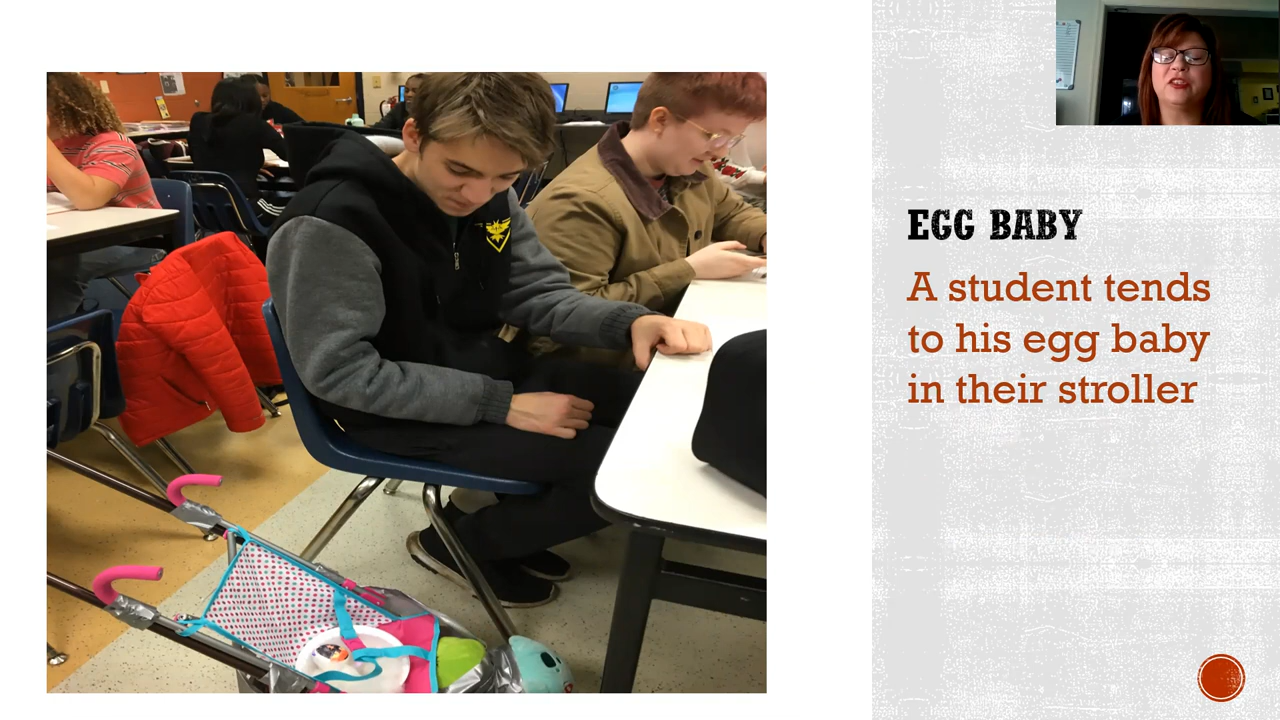 EGG BABY
A student tends
to his egg baby
in their stroller